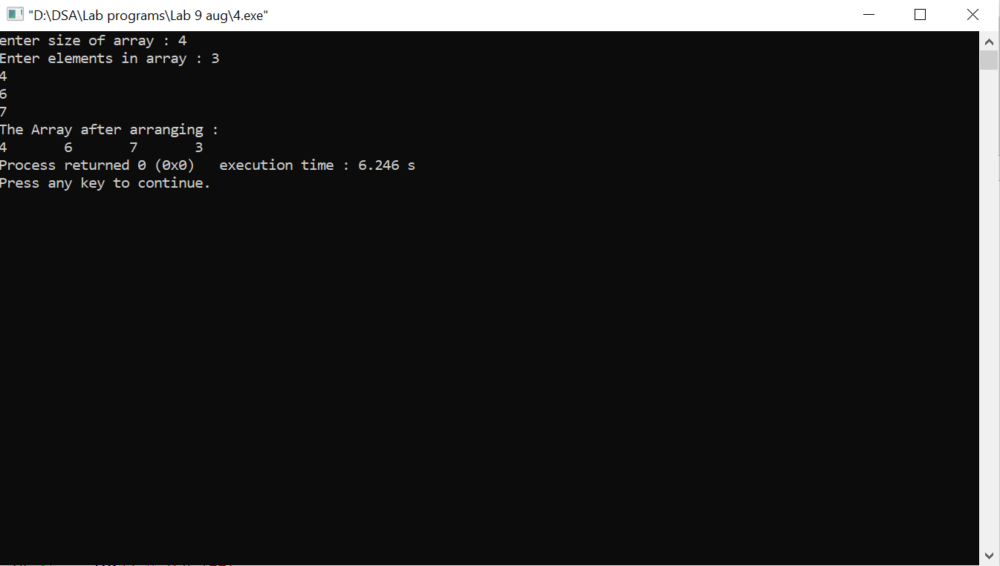 "D:\DSA\Lab programs\Lab 9 aug\4.exe"
enter size of array : 4
Enter elements in array : 3
4
6
7
The Array after arranging :
4       6       7       3
Process returned 0 (0x0)   execution time : 6.246 s
Press any key to continue.